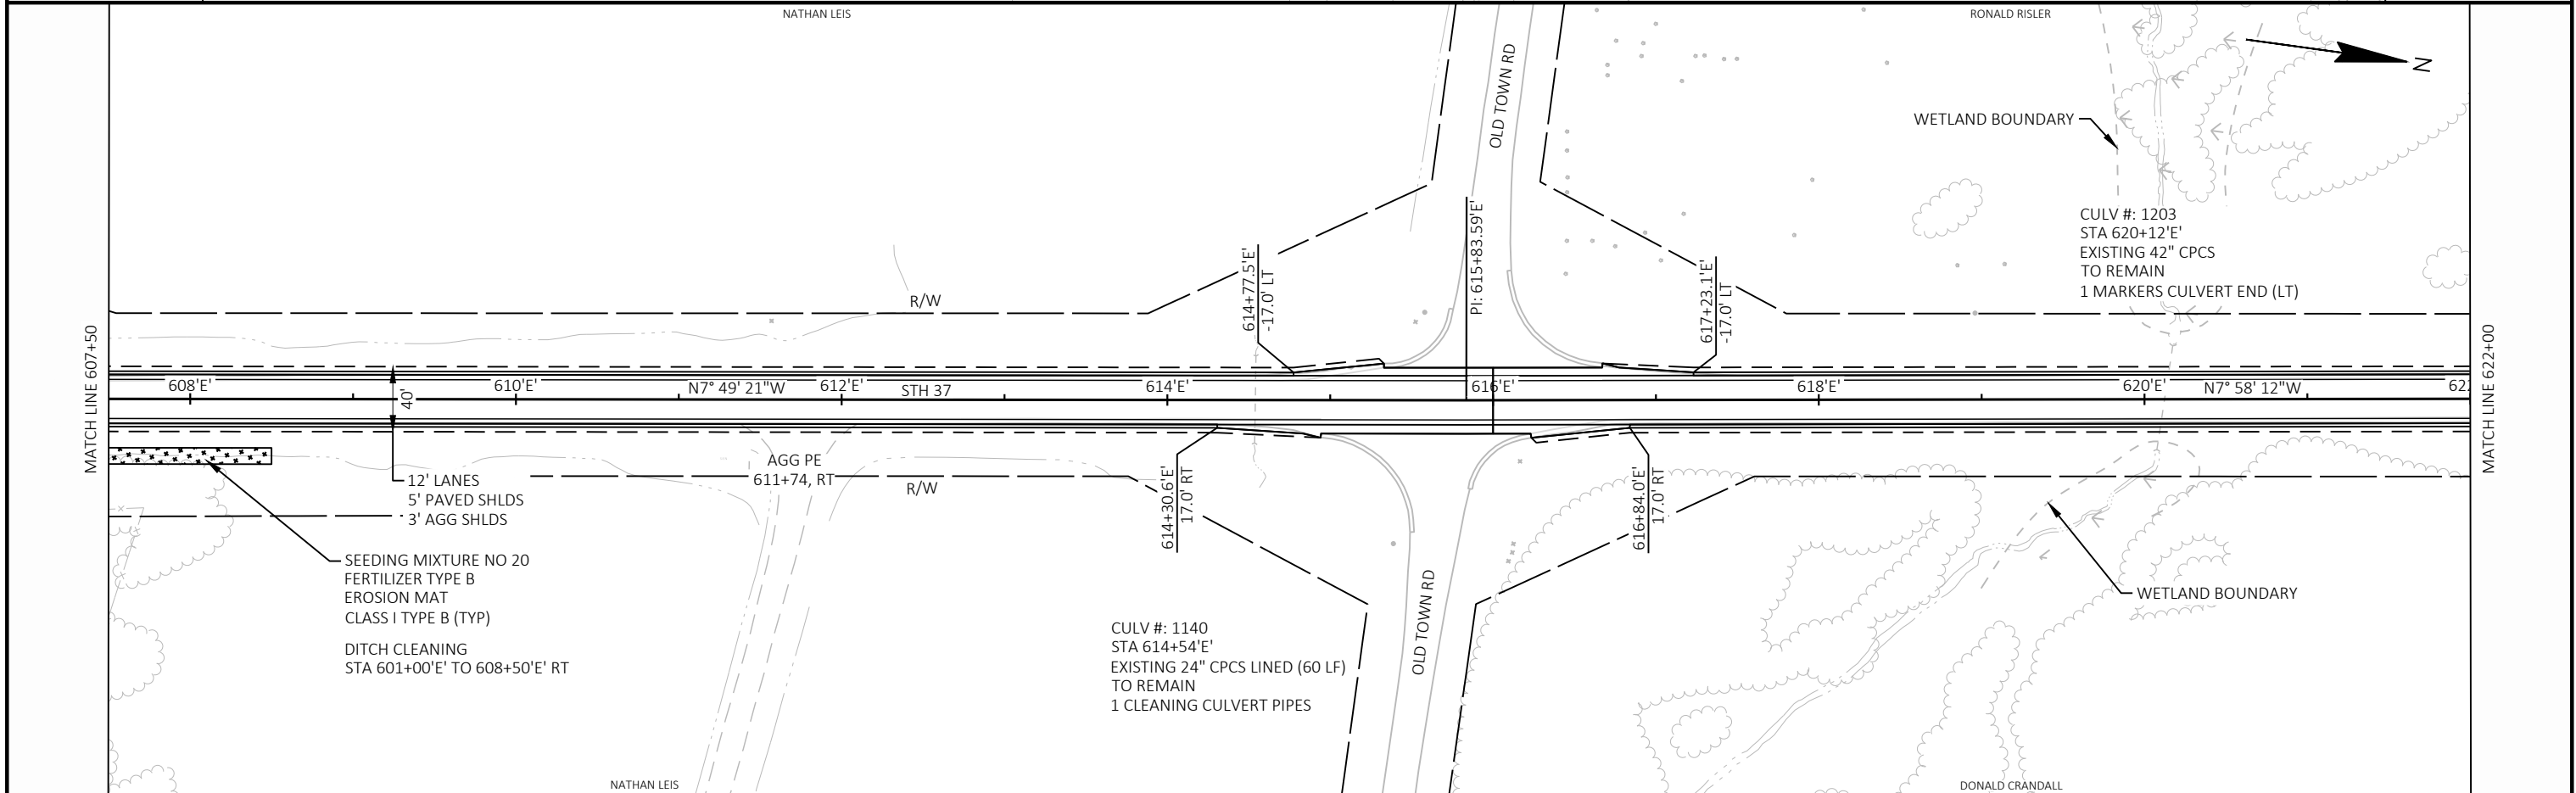 NATHAN LEIS
RONALD RISLER
N
OLD TOWN RD
WETLAND BOUNDARY
CULV #: 1203
STA 620+12'E'
EXISTING 42" CPCS
TO REMAIN
1 MARKERS CULVERT END (LT)
R/W
614+77.5'E'
-17.0' LT
PI: 615+83.59'E'
617+23.1'E'
-17.0' LT
MATCH LINE 607+50
608'E'
610'E'
N7° 49' 21"W
612'E'
STH 37
614'E'
616'E'
618'E'
620'E'
N7° 58' 12"W
622
MATCH LINE 622+00
40'
12' LANES
5' PAVED SHLDS
3' AGG SHLDS
AGG PE
611+74, RT
R/W
614+30.6'E'
17.0' RT
616+84.0'E'
17.0' RT
SEEDING MIXTURE NO 20
FERTILIZER TYPE B
EROSION MAT
CLASS I TYPE B (TYP)
DITCH CLEANING
STA 601+00'E' TO 608+50'E' RT
CULV #: 1140
STA 614+54'E'
EXISTING 24" CPCS LINED (60 LF)
TO REMAIN
1 CLEANING CULVERT PIPES
OLD TOWN RD
WETLAND BOUNDARY
NATHAN LEIS
DONALD CRANDALL